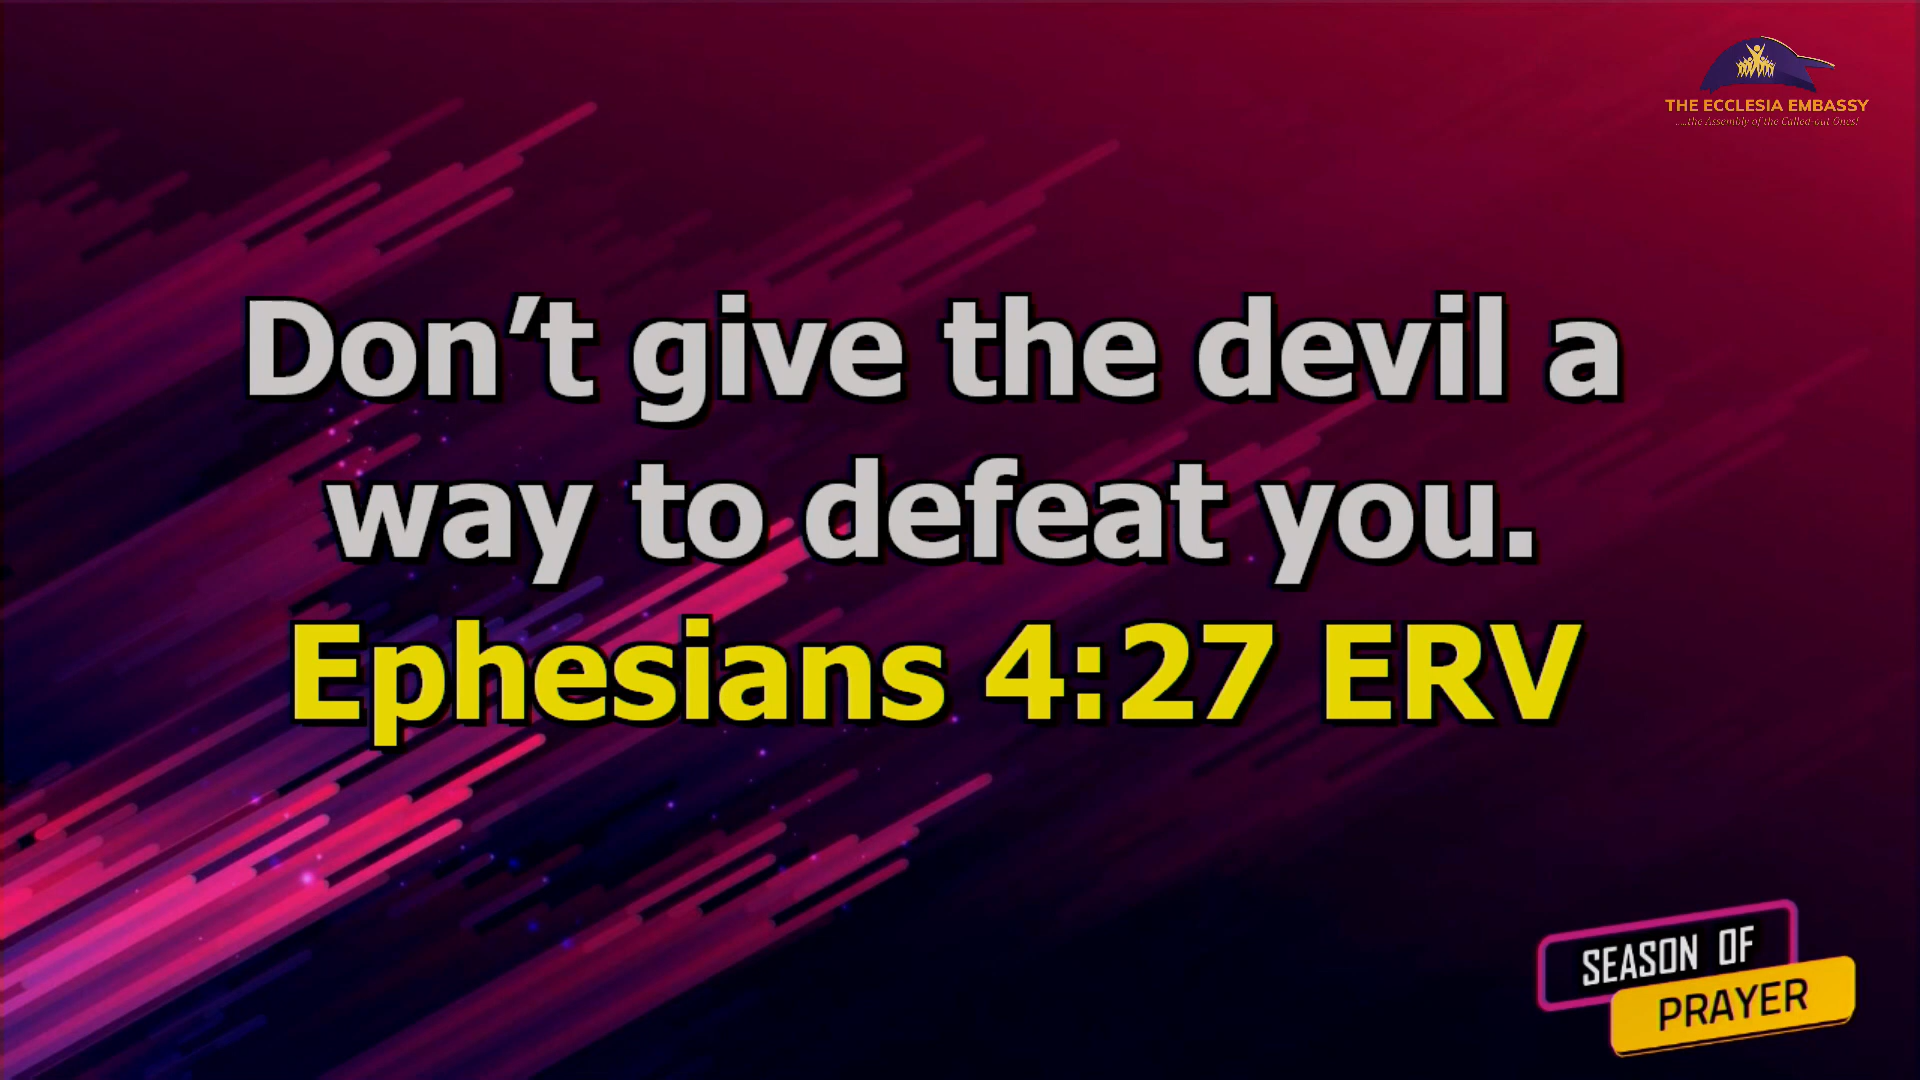 THE ECCLESIA EMBASSY
.....the Assembly of the Called-out Ones!
Don’t give the devil a
way to defeat you.
Ephesians 4:27 ERV
SEASON OF
PRAYER